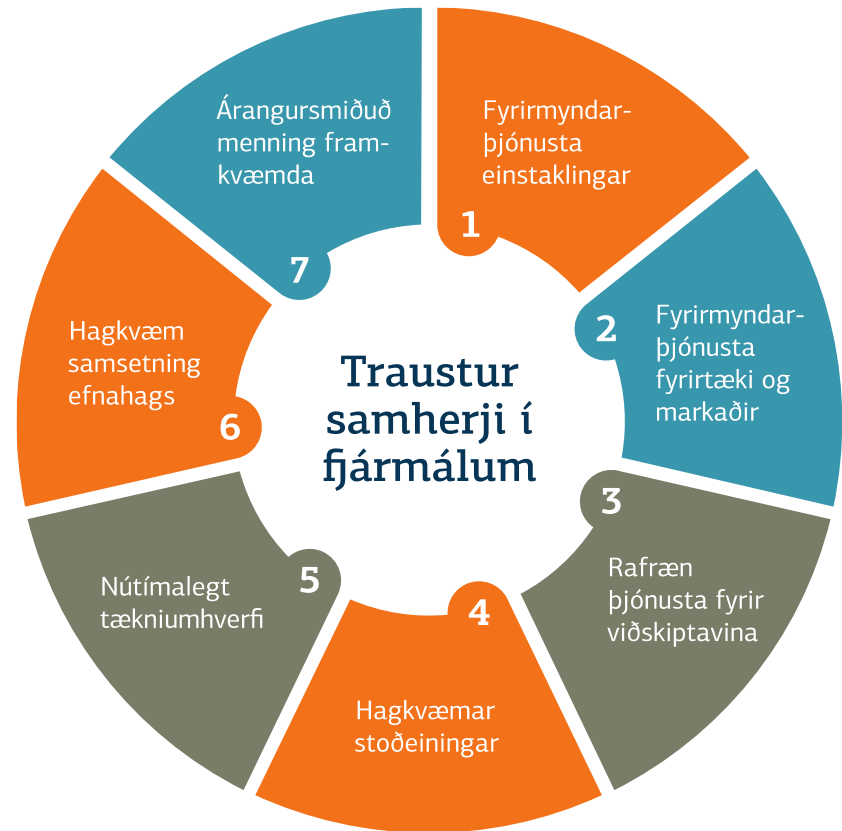 Traustur
samherji í
fjármálum
1
Fyrirmyndar-
þjónusta
einstaklingar
2
Fyrirmyndar-
þjónusta
fyrirtæki og
markaðir
3
Rafræn
þjónusta fyrir
viðskiptavina
4
Hagkvæmar
stoðeiningar
5
Nútímalegt
tækniumhverfi
6
Hagkvæm
samsetning
efnahags
7
Árangursmiðuð
menning fram-
kvæmda